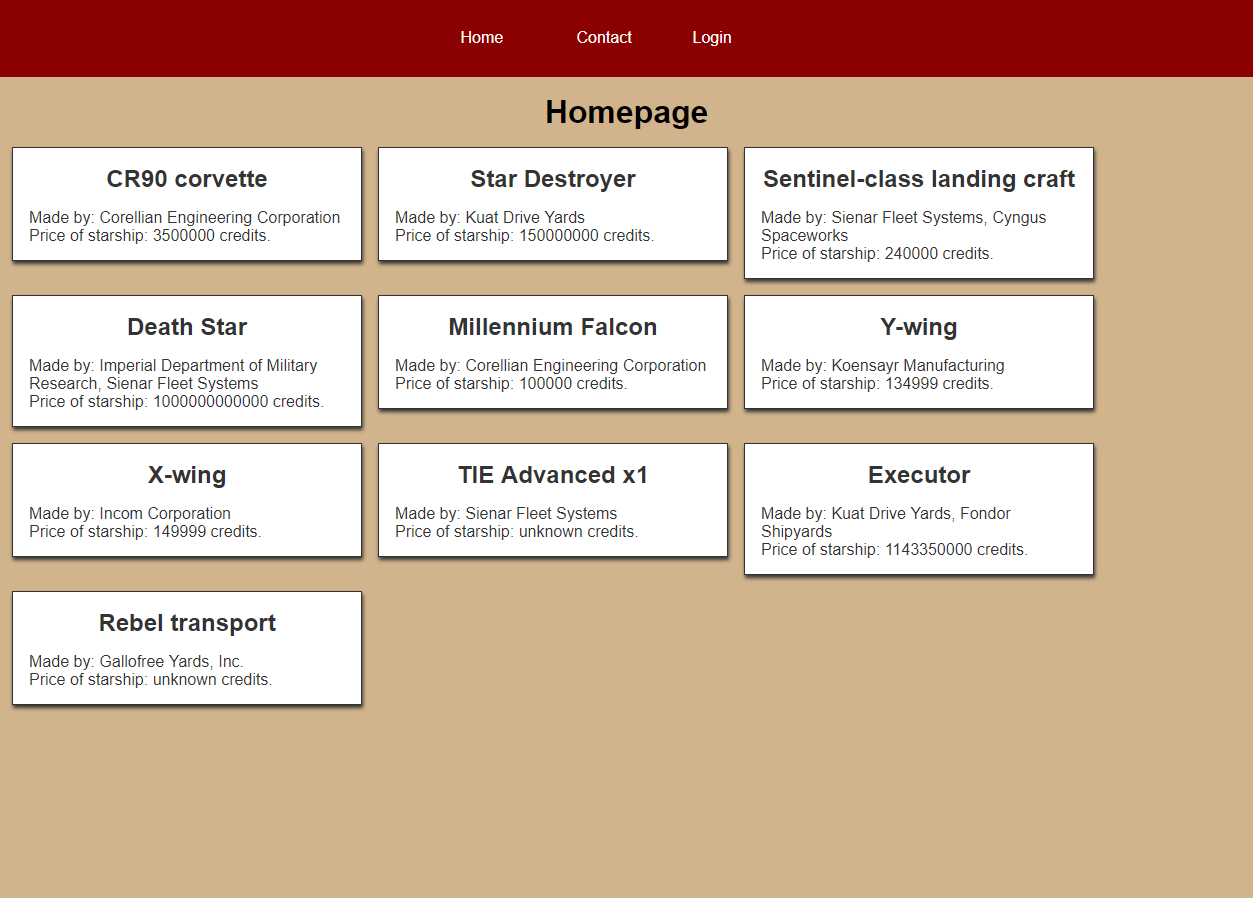 Home Contact Login
Homepage
CR90 corvette
Made by: Corellian Engineering Corporation
Price of starship: 3500000 credits.
Star Destroyer
Made by: Kuat Drive Yards
Price of starship: 150000000 credits.
Sentinel-class landing craft
Made by: Sienar Fleet Systems, Cyngus
Spaceworks
Price of starship: 240000 credits.
Death Star
Made by: Imperial Department of Military
Research, Sienar Fleet Systems
Price of starship: 1000000000000 credits.
Millennium Falcon
Made by: Corellian Engineering Corporation
Price of starship: 100000 credits.
Y-wing
Made by: Koensayr Manufacturing
Price of starship: 134999 credits.
X-wing
Made by: Incom Corporation
Price of starship: 149999 credits.
TIE Advanced x1
Made by: Sienar Fleet Systems
Price of starship: unknown credits.
Executor
Made by: Kuat Drive Yards, Fondor
Shipyards
Price of starship: 1143350000 credits.
Rebel transport
Made by: Gallofree Yards, Inc.
Price of starship: unknown credits.